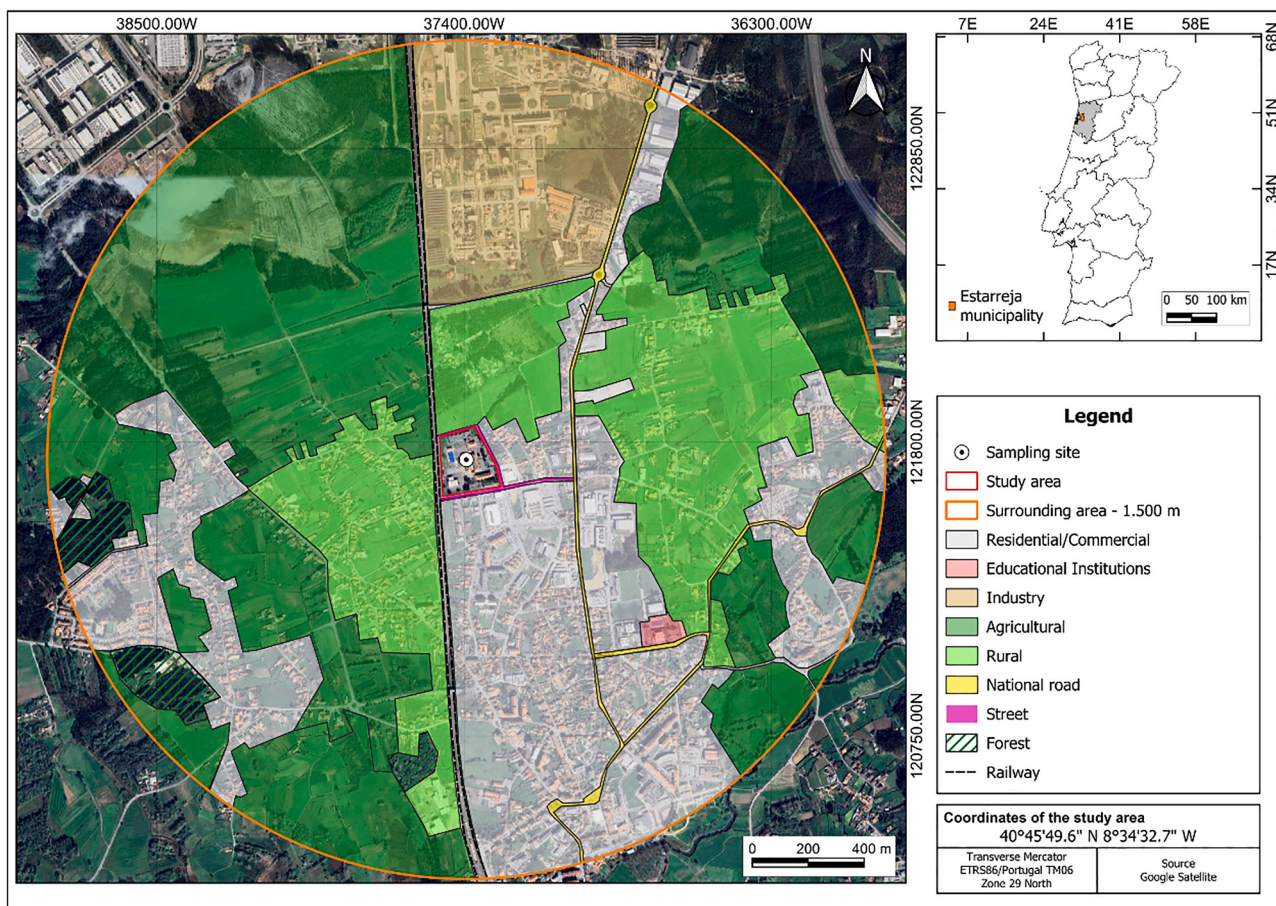 38500.00W
37400.00W
36300.00W
N
122850.00N
121800.00N
120750.00N
0 200 400 m
7E
24E
41E
58E
68N
51N
34N
17N
Estarreja
municipality
0 50 100 km
Legend
Sampling site
Study area
Surrounding area - 1.500 m
Residential/Commercial
Educational Institutions
Industry
Agricultural
Rural
National road
Street
Forest
Railway
Coordinates of the study area
40°45'49.6" N 8°34'32.7" W
Transverse Mercator
ETRS86/Portugal TM06
Zone 29 North
Source
Google Satellite